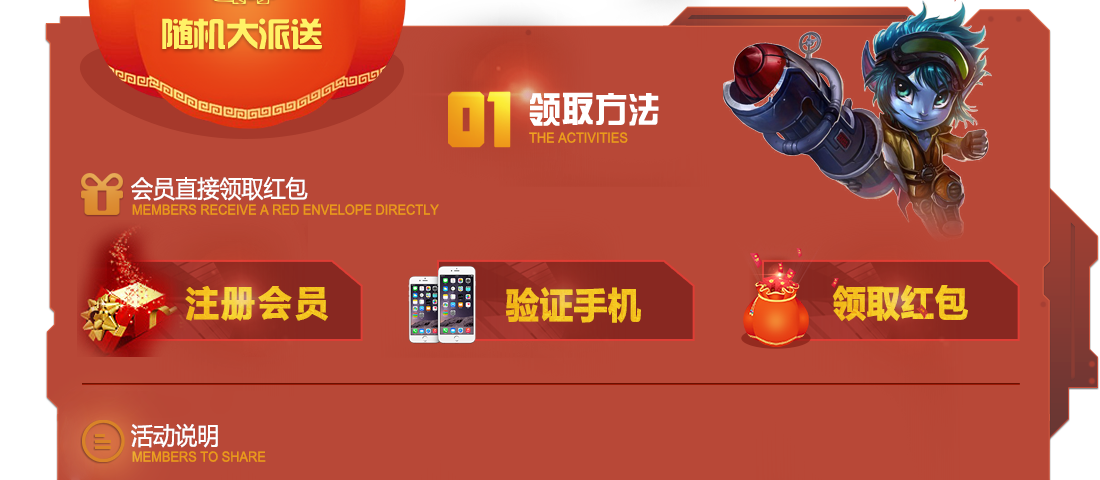 随机大派送
01 领取方法
THE ACTIVITIES
会员直接领取红包
MEMBERS RECEIVE A RED ENVELOPE DIRECTLY
注册会员
验证手机
领取红包
活动说明
MEMBERS TO SHARE